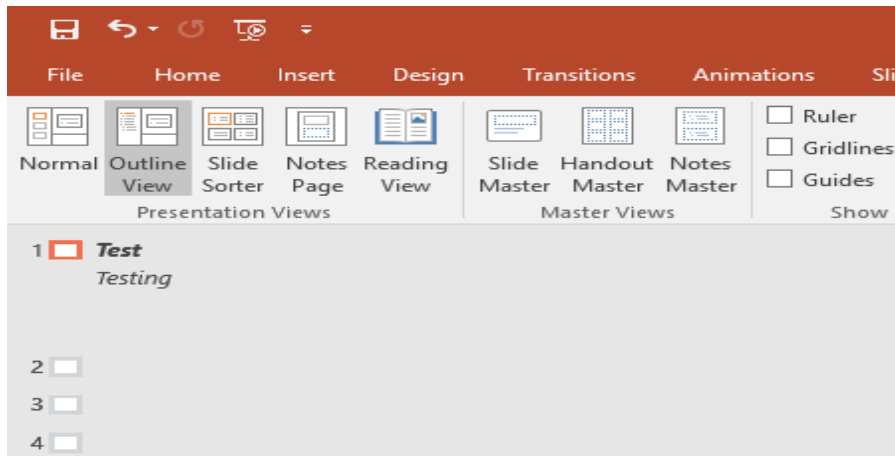 File Home Insert Design Transitions Animations
Normal Outline View Slide Sorter Notes Page Reading View Slide Master Handout Master Notes Master
Ruler
Gridlines
Guides
Presentation Views Master Views Show
1 Test
Testing
2
3
4